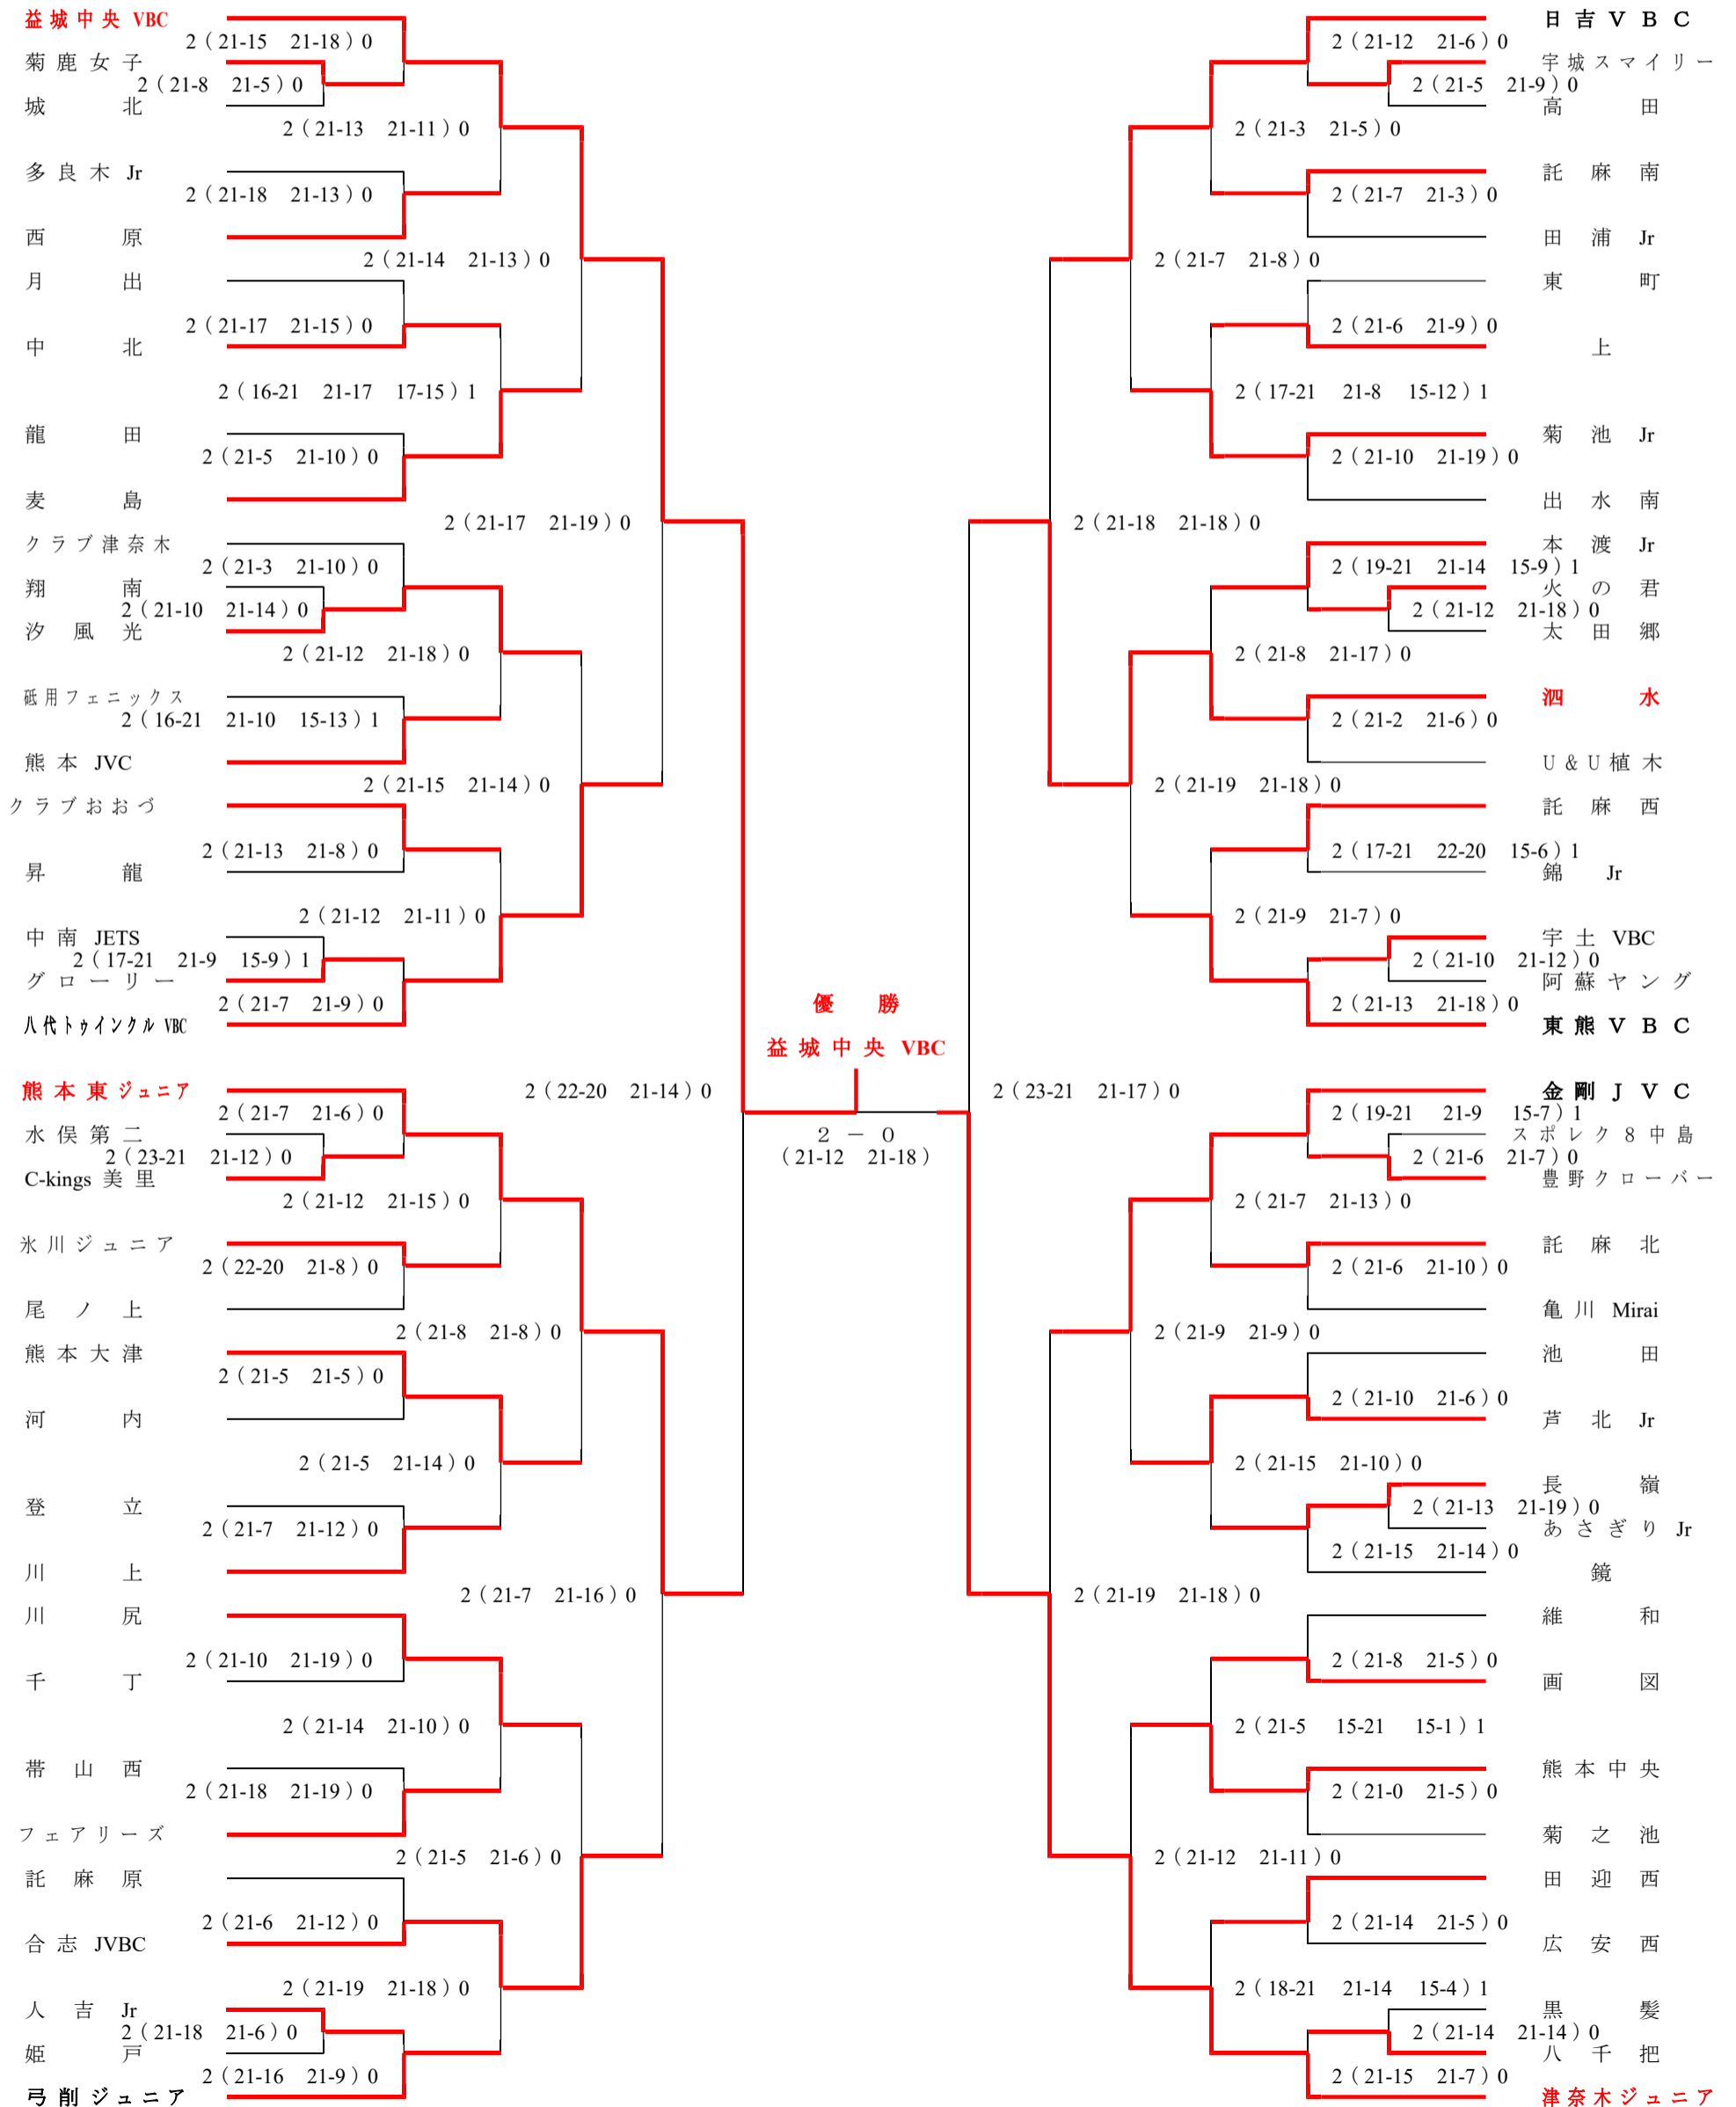 益城中央 VBC
2（21-15 21-18）0
菊鹿女子
2（21-8 21-5）0
城北
2（21-13 21-11）0
多良木 Jr
2（21-18 21-13）0
西原
2（21-14 21-13）0
月出
2（21-17 21-15）0
中北
2（16-21 21-17 17-15）1
龍田
2（21-5 21-10）0
麦島
2（21-17 21-19）0
クラブ津奈木
2（21-3 21-10）0
翔南
2（21-10 21-14）0
汐風光
2（21-12 21-18）0
砥用フェニックス
2（16-21 21-10 15-13）1
熊本 JVC
2（21-15 21-14）0
クラブおおづ
2（21-13 21-8）0
昇龍
2（21-12 21-11）0
中南 JETS
2（17-21 21-9 15-9）1
グローリー
2（21-7 21-9）0
八代トゥインクル VBC
熊本東ジュニア
2（22-20 21-14）0
2（21-7 21-6）0
水俣第二
2（23-21 21-12）0
C-kings 美里
2（21-12 21-15）0
氷川ジュニア
2（22-20 21-8）0
尾ノ上
2（21-8 21-8）0
熊本大津
2（21-5 21-5）0
河内
2（21-5 21-14）0
登立
2（21-7 21-12）0
川上
2（21-7 21-16）0
川尻
2（21-10 21-19）0
千丁
2（21-14 21-10）0
帯山西
2（21-18 21-19）0
フェアリーズ
2（21-5 21-6）0
託麻原
2（21-6 21-12）0
合志 JVBC
2（21-19 21-18）0
人吉 Jr
2（21-18 21-6）0
姫戸
2（21-16 21-9）0
弓削ジュニア
優勝
益城中央 VBC
２－０
（21-12 21-18）
日吉ＶＢＣ
2（21-12 21-6）0
宇城スマイリー
2（21-5 21-9）0
高田
2（21-3 21-5）0
託麻南
2（21-7 21-3）0
田浦 Jr
2（21-7 21-8）0
東町
2（21-6 21-9）0
上
2（17-21 21-8 15-12）1
菊池 Jr
2（21-10 21-19）0
出水南
2（21-18 21-18）0
本渡 Jr
2（19-21 21-14 15-9）1
火の君
2（21-12 21-18）0
太田郷
2（21-8 21-17）0
泗水
2（21-2 21-6）0
U＆U植木
2（21-19 21-18）0
託麻西
2（17-21 22-20 15-6）1
錦 Jr
2（21-9 21-7）0
宇土 VBC
2（21-10 21-12）0
阿蘇ヤング
2（21-13 21-18）0
東熊ＶＢＣ
2（23-21 21-17）0
金剛ＪＶＣ
2（19-21 21-9 15-7）1
スポレク８中島
2（21-6 21-7）0
豊野クローバー
2（21-7 21-13）0
託麻北
2（21-6 21-10）0
亀川 Mirai
2（21-9 21-9）0
池田
2（21-10 21-6）0
芦北 Jr
2（21-15 21-10）0
長嶺
2（21-13 21-19）0
あさぎり Jr
2（21-15 21-14）0
鏡
2（21-19 21-18）0
維和
2（21-8 21-5）0
画図
2（21-5 15-21 15-1）1
熊本中央
2（21-0 21-5）0
菊之池
2（21-12 21-11）0
田迎西
2（21-14 21-5）0
広安西
2（18-21 21-14 15-4）1
黒髪
2（21-14 21-14）0
八千把
2（21-15 21-7）0
津奈木ジュニア